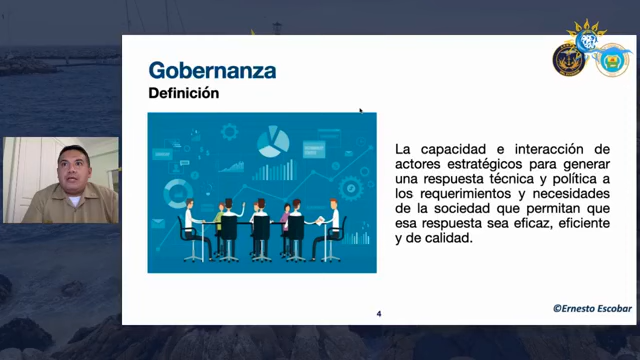 Gobernanza
Definición
La capacidad e interacción de
actores estratégicos para generar
una respuesta técnica y política a
los requerimientos y necesidades
de la sociedad que permitan que
esa respuesta sea eficaz, eficiente
y de calidad.
©Ernesto Escobar
4